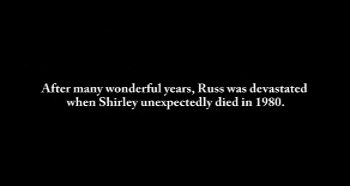 After many wonderful years, Russ was devastated
when Shirley unexpectedly died in 1980.